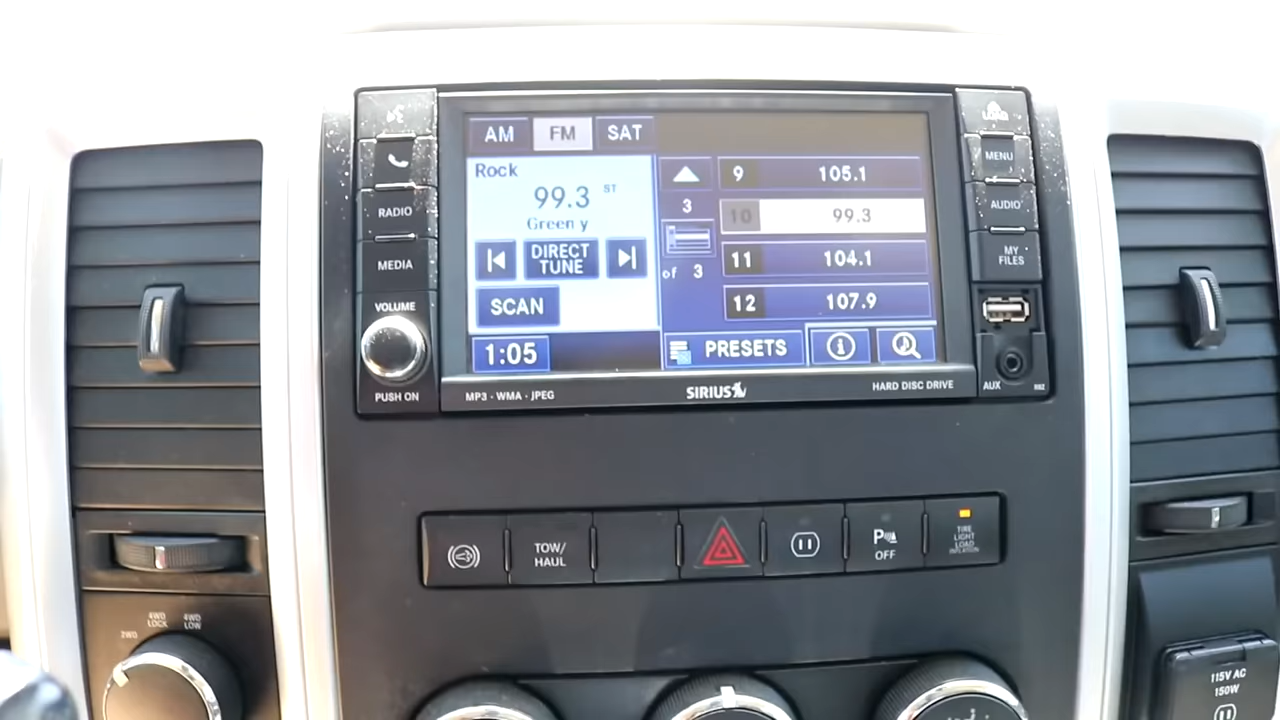 LOAD
AM FM SAT
Rock
99.3 ST
Green y
DIRECT
TUNE
SCAN
1:05
3
of 3
9 105.1
10 99.3
11 104.1
12 107.9
PRESETS
RADIO
MEDIA
VOLUME
PUSH ON
MENU
AUDIO
MY
FILES
AUX
MP3 · WMA · JPEG
SIRIUS
HARD DISC DRIVE
TOW/
HAUL
P
OFF
TIRE
LIGHT
LOAD
INFLATION
2WD
4WD
LOCK
4WD
LOW
115V AC
150W